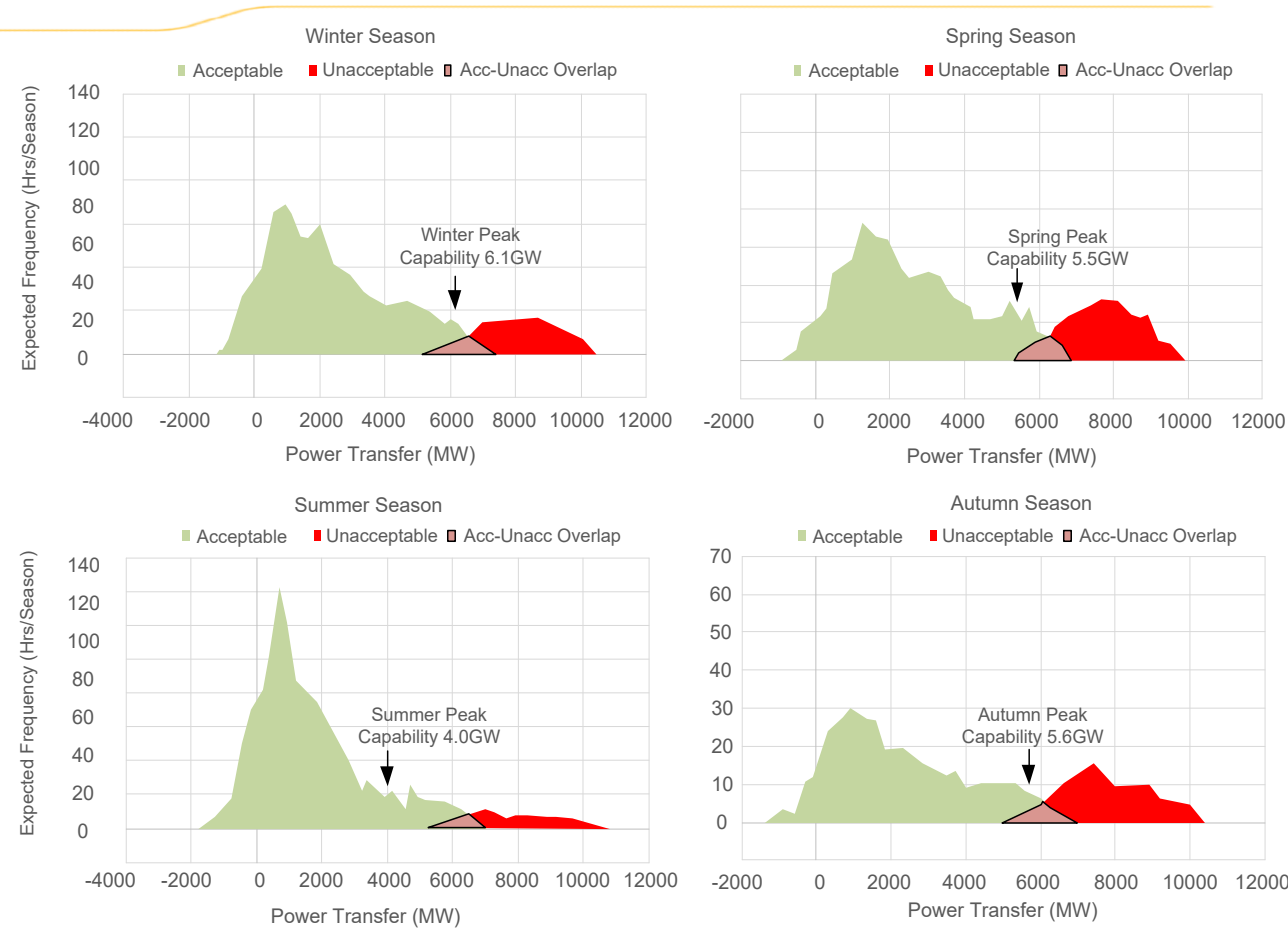 Winter Season
Acceptable Unacceptable Acc-Unacc Overlap
Expected Frequency (Hrs/Season)
140
120
100
80
60
40
20
0
Winter Peak
Capability 6.1GW
-4000 -2000 0 2000 4000 6000 8000 10000 12000
Power Transfer (MW)
Spring Season
Acceptable Unacceptable Acc-Unacc Overlap
Spring Peak
Capability 5.5GW
-2000 0 2000 4000 6000 8000 10000 12000
Power Transfer (MW)
Summer Season
Acceptable Unacceptable Acc-Unacc Overlap
Expected Frequency (Hrs/Season)
140
120
100
80
60
40
20
0
Summer Peak
Capability 4.0GW
-4000 -2000 0 2000 4000 6000 8000 10000 12000
Power Transfer (MW)
Autumn Season
Acceptable Unacceptable Acc-Unacc Overlap
70
60
50
40
30
20
10
0
Autumn Peak
Capability 5.6GW
-2000 0 2000 4000 6000 8000 10000 12000
Power Transfer (MW)